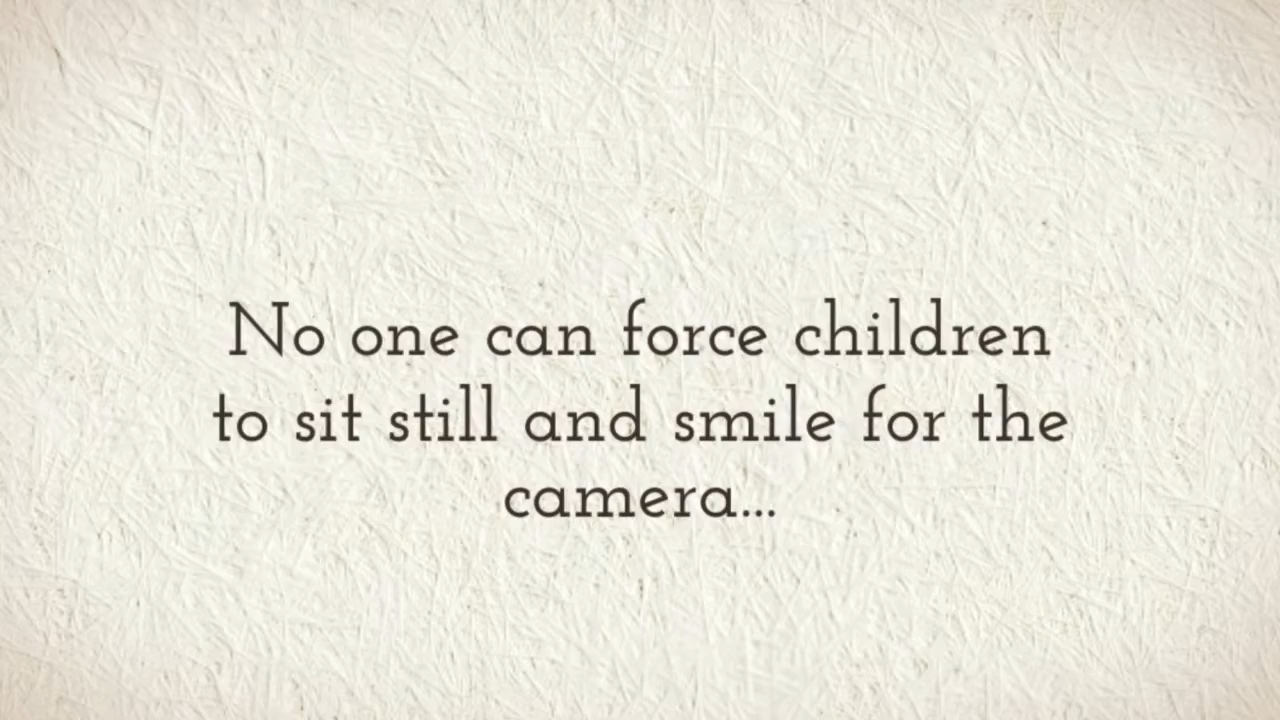 No one can force children
to sit still and smile for the
camera...